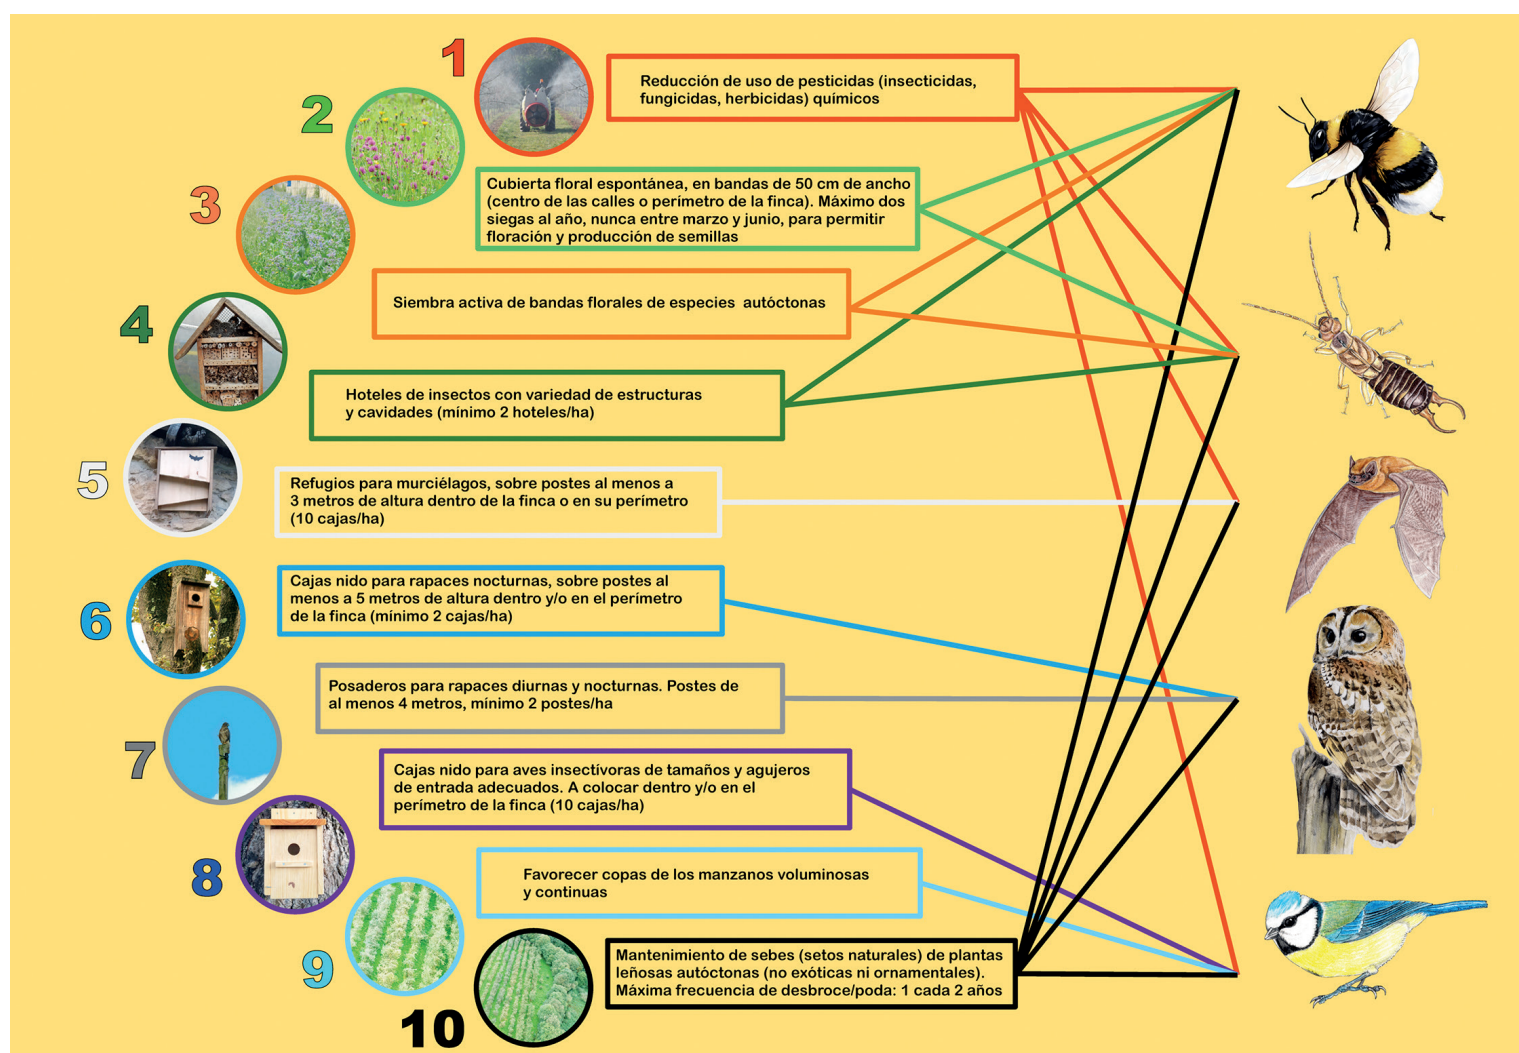 1
Reducción de uso de pesticidas (insecticidas,
fungicidas, herbicidas) químicos
2
Cubierta floral espontánea, en bandas de 50 cm de ancho
(centro de las calles o perímetro de la finca). Máximo dos
siegas al año, nunca entre marzo y junio, para permitir
floración y producción de semillas
3
Siembra activa de bandas florales de especies autóctonas
4
Hoteles de insectos con variedad de estructuras
y cavidades (mínimo 2 hoteles/ha)
5
Refugios para murciélagos, sobre postes al menos a
3 metros de altura dentro de la finca o en su perímetro
(10 cajas/ha)
6
Cajas nido para rapaces nocturnas, sobre postes al
menos a 5 metros de altura dentro y/o en el perímetro
de la finca (mínimo 2 cajas/ha)
7
Posaderos para rapaces diurnas y nocturnas. Postes de
al menos 4 metros, mínimo 2 postes/ha
8
Cajas nido para aves insectívoras de tamaños y agujeros
de entrada adecuados. A colocar dentro y/o en el
perímetro de la finca (10 cajas/ha)
9
Favorecer copas de los manzanos voluminosas
y continuas
10
Mantenimiento de sebes (setos naturales) de plantas
leñosas autóctonas (no exóticas ni ornamentales).
Máxima frecuencia de desbroce/poda: 1 cada 2 años